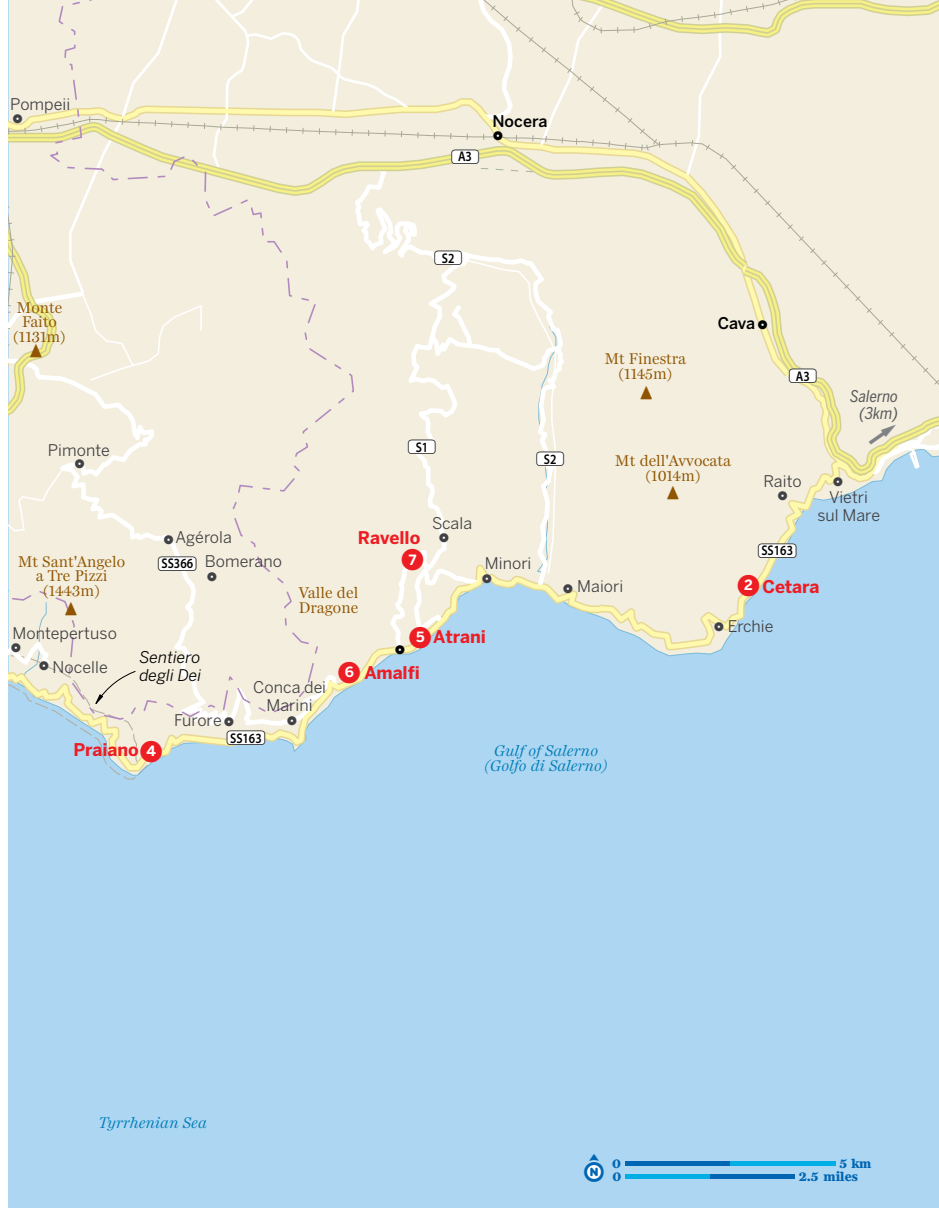 Pompeii
Nocera
A3
S2
Monte
Faito
(1131m)
Cava
Mt Finestra
(1145m)
A3
Salerno
(3km)
S1
Pimonte
S2
Mt dell'Avvocata
(1014m)
Raito
Vietri
sul Mare
Scala
Ravello
7
Agérola
SS163
SS366
Bomerano
Mt Sant'Angelo
a Tre Pizzi
(1443m)
Minori
Maiori
2 Cetara
Valle del
Dragone
Erchie
Montepertuso
5 Atrani
Nocelle
Sentiero
degli Dei
6 Amalfi
Conca dei
Marini
Furore
SS163
Praiano 4
Gulf of Salerno
(Golfo di Salerno)
Tyrrhenian Sea
N
0 5 km
0 2.5 miles